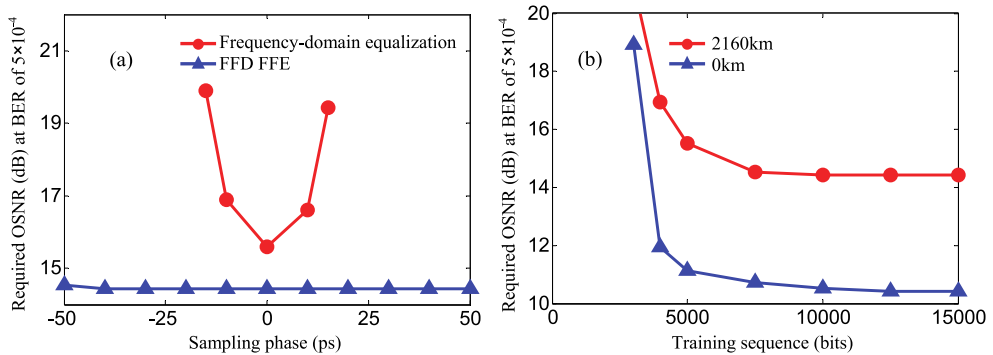 21
19
17
15
-50
-25
0
25
50
Required OSNR (dB) at BER of 5×10⁻⁴
Sampling phase (ps)
(a)
Frequency-domain equalization
FFD FFE
20
18
16
14
12
10
0
5000
10000
15000
Required OSNR (dB) at BER of 5×10⁻⁴
Training sequence (bits)
(b)
2160km
0km